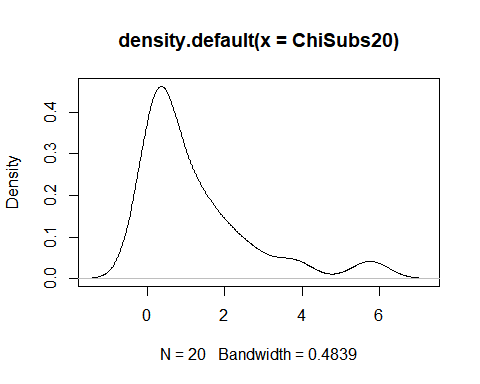 density.default(x = ChiSubs20)
Density
0.0 0.1 0.2 0.3 0.4
0 2 4 6
N = 20 Bandwidth = 0.4839